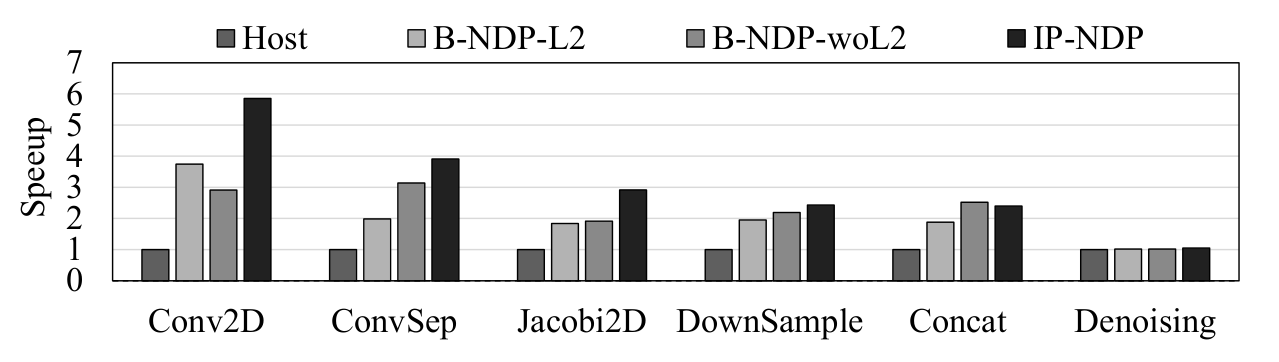 Host B-NDP-L2 B-NDP-woL2 IP-NDP
7
6
5
4
3
2
1
0
Speeup
Conv2D ConvSep Jacobi2D DownSample Concat Denoising